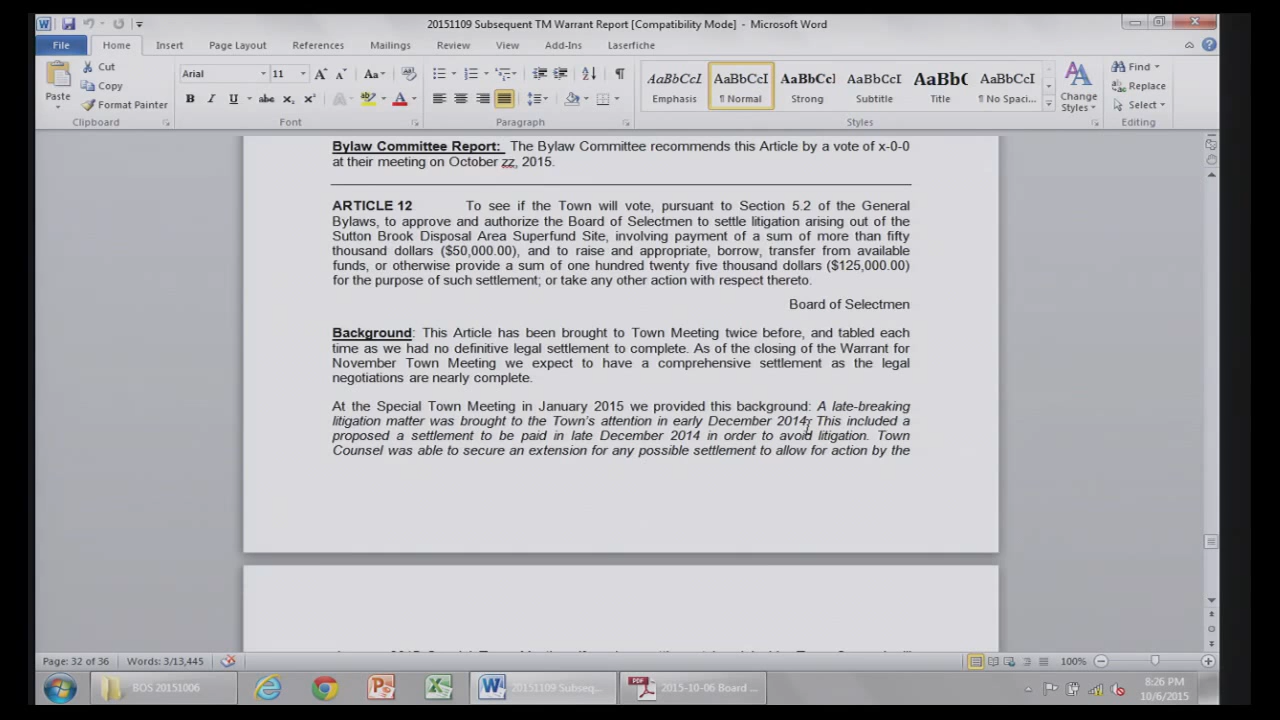 20151109 Subsequent TM Warrant Report [Compatibility Mode] - Microsoft Word
File Home Insert Page Layout References Mailings Review View Add-Ins Laserfiche
Cut
Copy
Format Painter
Paste
Clipboard
Arial 11
Font
Paragraph
AaBbCcI AaBbCcI AaBbCcl AaBbCcI AaBb( AaBbCcI
Emphasis ¶ Normal Strong Subtitle Title ¶ No Spaci...
Change Styles
Styles
Find
Replace
Select
Editing
Bylaw Committee Report: The Bylaw Committee recommends this Article by a vote of x-0-0
at their meeting on October zz, 2015.
ARTICLE 12 To see if the Town will vote, pursuant to Section 5.2 of the General
Bylaws, to approve and authorize the Board of Selectmen to settle litigation arising out of the
Sutton Brook Disposal Area Superfund Site, involving payment of a sum of more than fifty
thousand dollars ($50,000.00), and to raise and appropriate, borrow, transfer from available
funds, or otherwise provide a sum of one hundred twenty five thousand dollars ($125,000.00)
for the purpose of such settlement; or take any other action with respect thereto.
Board of Selectmen
Background: This Article has been brought to Town Meeting twice before, and tabled each
time as we had no definitive legal settlement to complete. As of the closing of the Warrant for
November Town Meeting we expect to have a comprehensive settlement as the legal
negotiations are nearly complete.
At the Special Town Meeting in January 2015 we provided this background: A late-breaking
litigation matter was brought to the Town's attention in early December 2014. This included a
proposed a settlement to be paid in late December 2014 in order to avoid litigation. Town
Counsel was able to secure an extension for any possible settlement to allow for action by the
Page: 32 of 36 Words: 3/13,445 100%
BOS 20151006 20151109 Subseq... 2015-10-06 Board ...
8:26 PM
10/6/2015